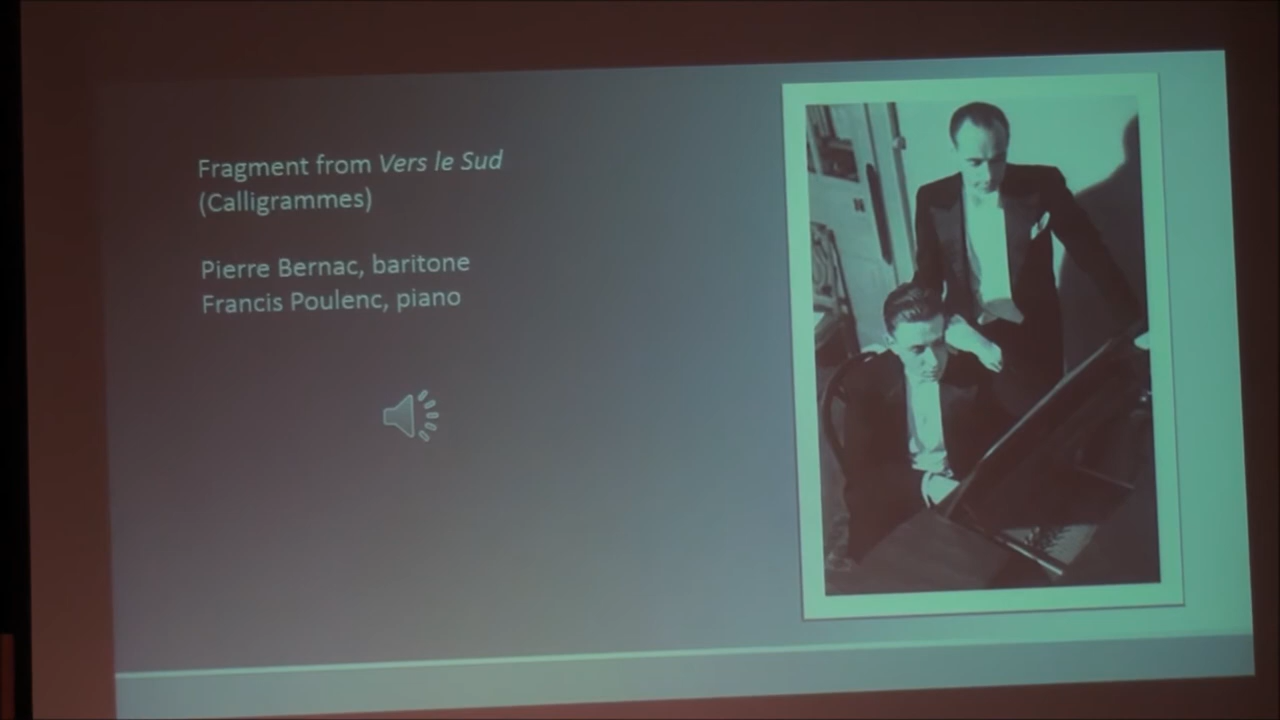 Fragment from Vers le Sud
(Calligrammes)
Pierre Bernac, baritone
Francis Poulenc, piano